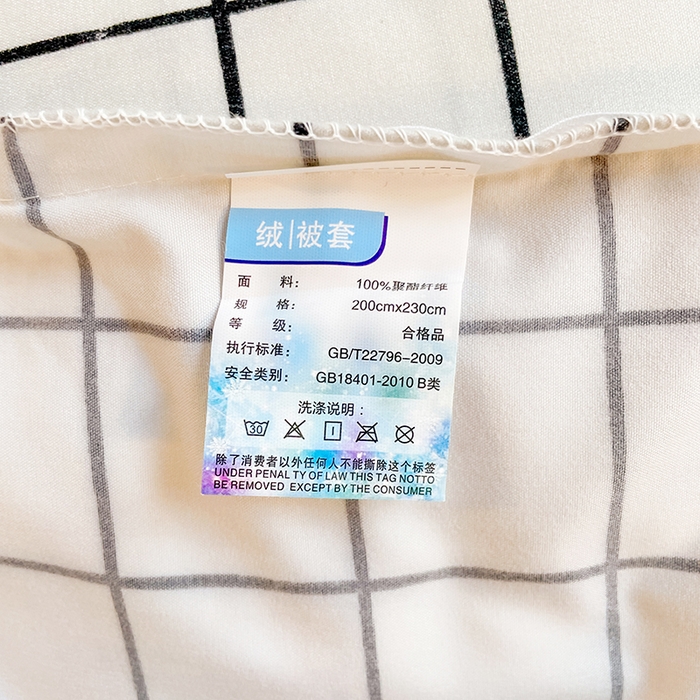 绒|被套
面 料： 100%聚酯纤维
规 格： 200cmx230cm
等 级： 合格品
执行标准： GB/T22796-2009
安全类别： GB18401-2010 B类
洗涤说明：
30
除了消费者以外任何人不能撕除这个标签
UNDER PENAL TY OF LAW THIS TAG NOTTO
BE REMOVED EXCEPT BY THE CONSUMER